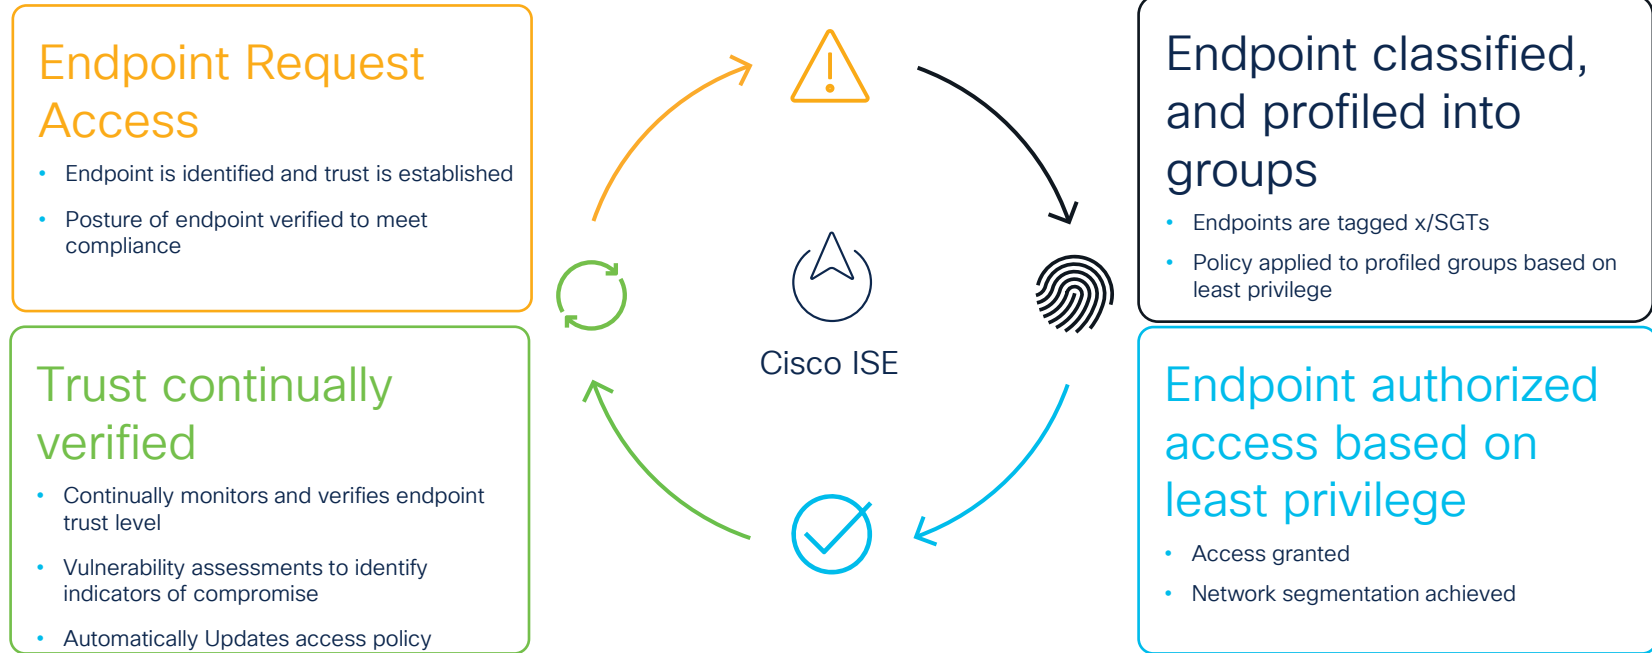 Endpoint Request
Access
• Endpoint is identified and trust is established
• Posture of endpoint verified to meet
compliance
Trust continually
verified
• Continually monitors and verifies endpoint
trust level
• Vulnerability assessments to identify
indicators of compromise
• Automatically Updates access policy
Cisco ISE
Endpoint classified,
and profiled into
groups
• Endpoints are tagged x/SGTs
• Policy applied to profiled groups based on
least privilege
Endpoint authorized
access based on
least privilege
• Access granted
• Network segmentation achieved